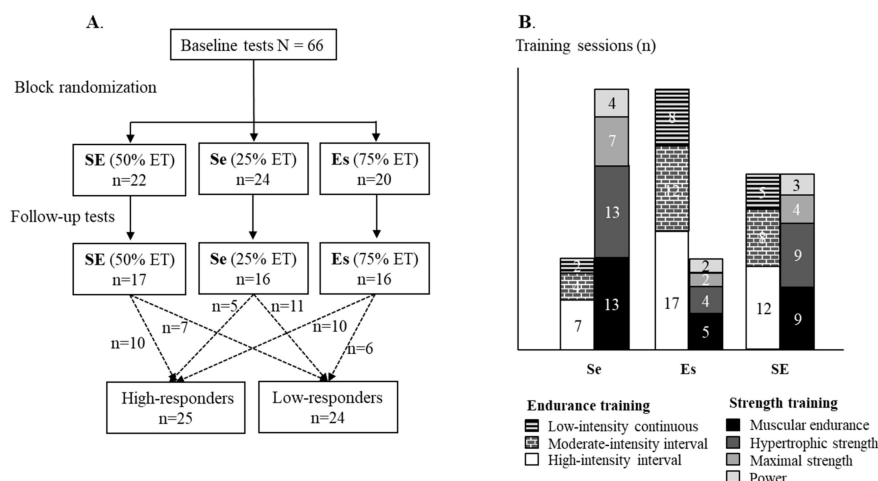 A.
Baseline tests N = 66
Block randomization
SE (50% ET)
n=22
Se (25% ET)
n=24
Es (75% ET)
n=20
Follow-up tests
SE (50% ET)
n=17
Se (25% ET)
n=16
Es (75% ET)
n=16
n=5
n=11
n=7
n=10
n=10
n=6
High-responders
n=25
Low-responders
n=24
B.
Training sessions (n)
4
7
13
13
2
4
7
8
12
17
2
2
4
5
5
8
12
3
4
9
9
Se
Es
SE
Endurance training
Low-intensity continuous
Moderate-intensity interval
High-intensity interval
Strength training
Muscular endurance
Hypertrophic strength
Maximal strength
Power